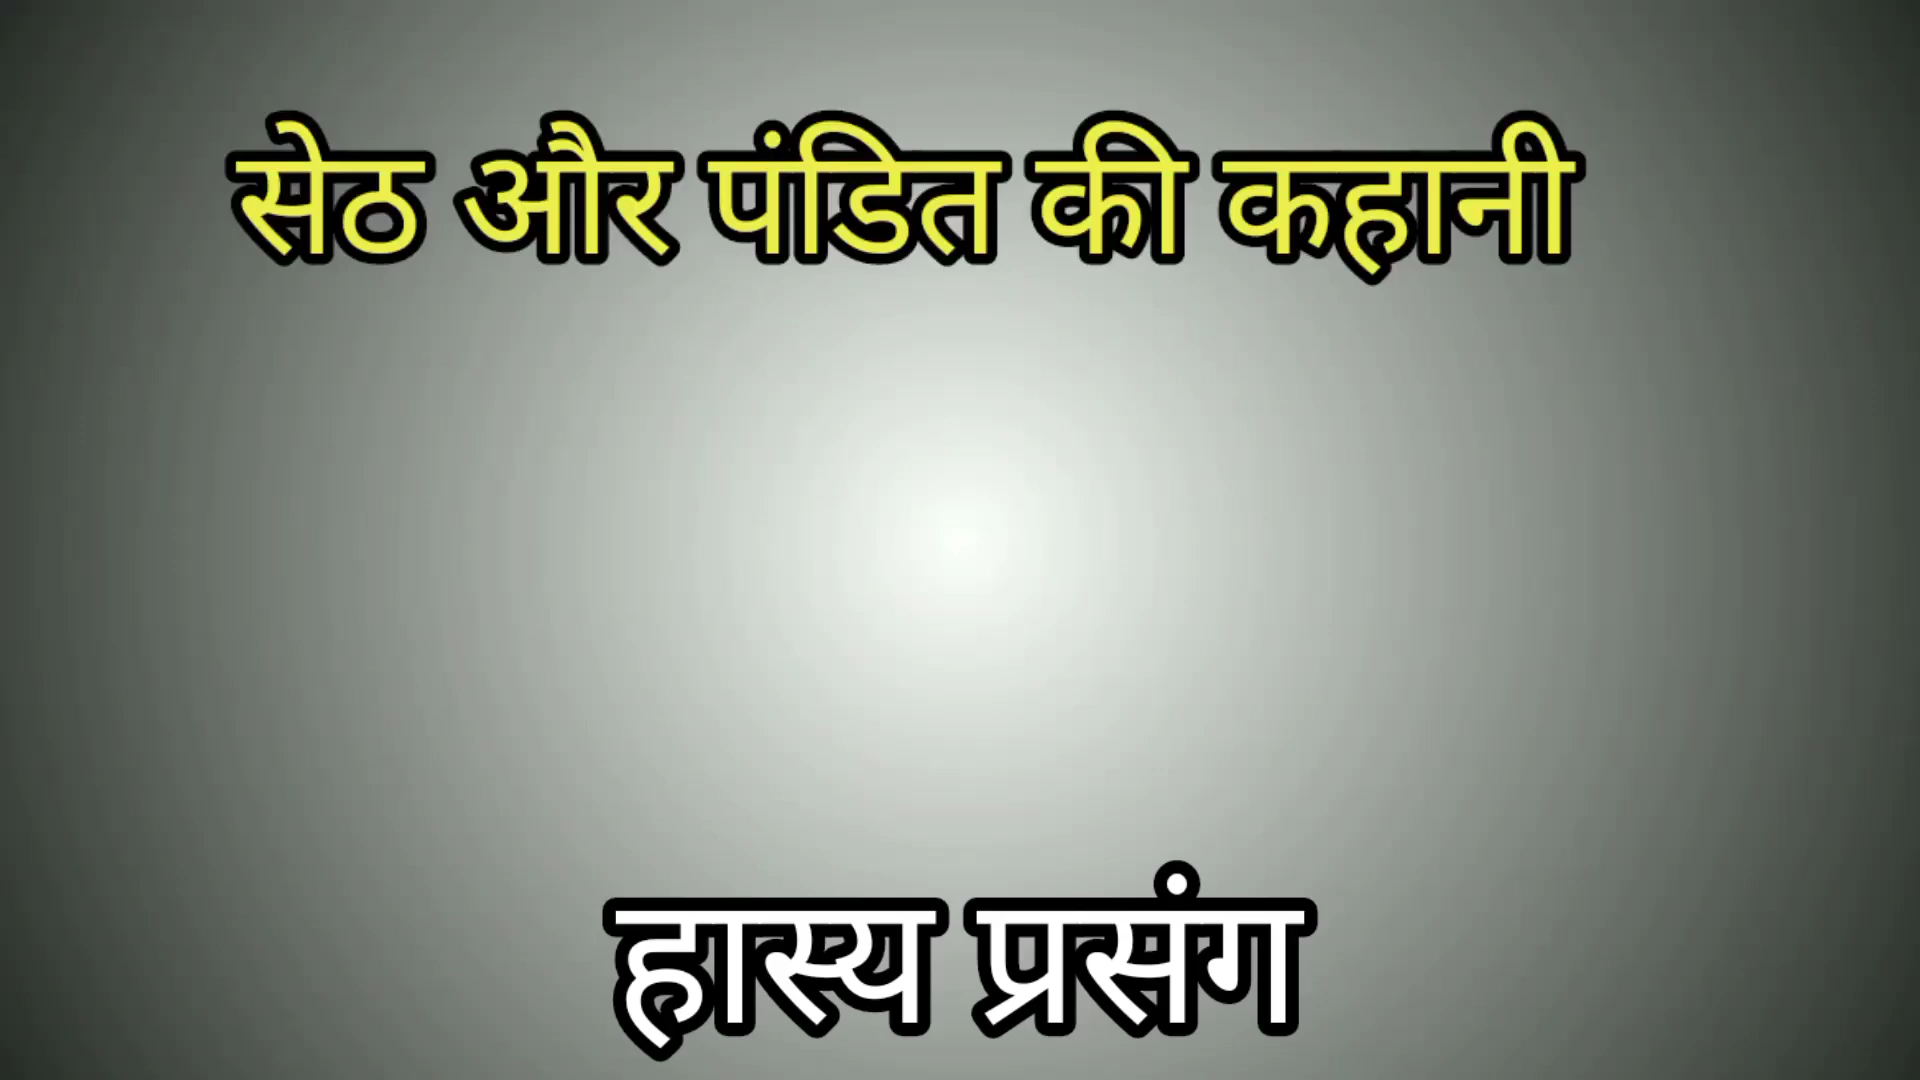 सेठ और पंडित की कहानी
हास्य प्रसंग